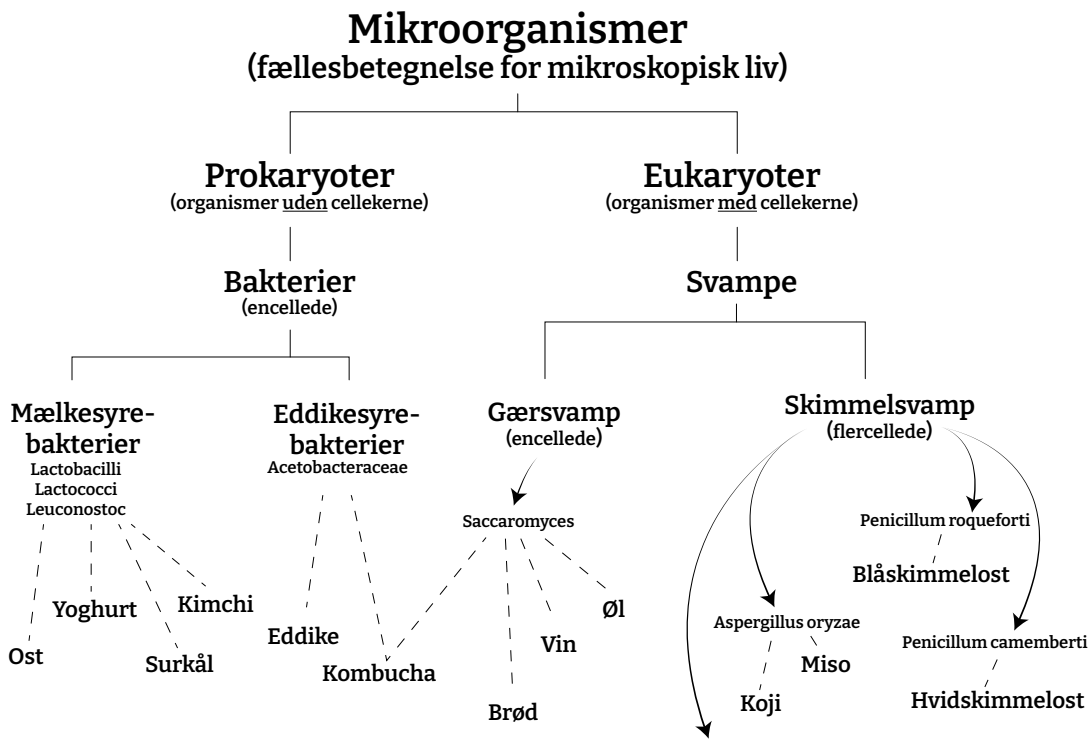 Mikroorganismer
(fællesbetegnelse for mikroskopisk liv)
Prokaryoter
(organismer uden cellekerne)
Eukaryoter
(organismer med cellekerne)
Bakterier
(encellede)
Svampe
Mælkesyre-
bakterier
Lactobacilli
Lactococci
Leuconostoc
Eddikesyre-
bakterier
Acetobacteraceae
Gærsvamp
(encellede)
Skimmelsvamp
(flercellede)
Saccaromyces
Penicillum roqueforti
Blåskimmelost
Yoghurt
Kimchi
Øl
Aspergillus oryzae
Eddike
Vin
Penicillum camemberti
Ost
Surkål
Kombucha
Miso
Brød
Koji
Hvidskimmelost